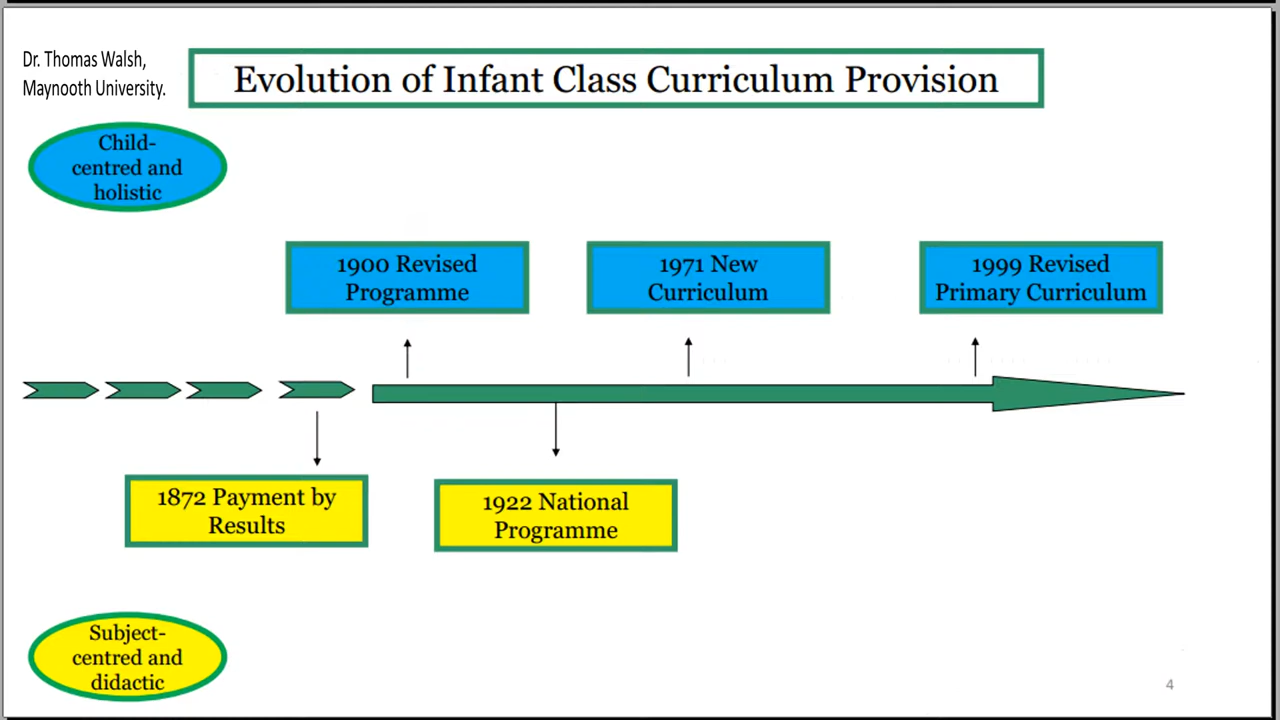 Dr. Thomas Walsh,
Maynooth University.
Evolution of Infant Class Curriculum Provision
Child-
centred and
holistic
1900 Revised
Programme
1971 New
Curriculum
1999 Revised
Primary Curriculum
1872 Payment by
Results
1922 National
Programme
Subject-
centred and
didactic
4